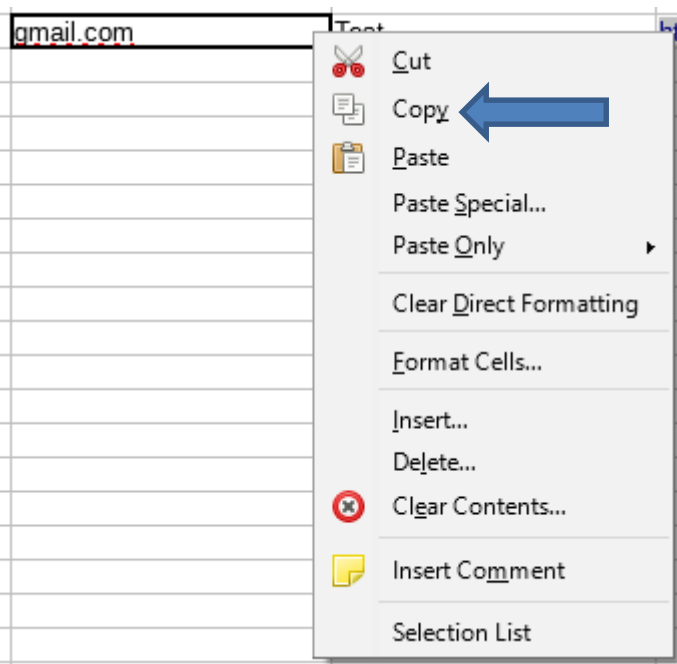 gmail.com
Cut
Copy
Paste
Paste Special...
Paste Only
Clear Direct Formatting
Format Cells...
Insert...
Delete...
Clear Contents...
Insert Comment
Selection List